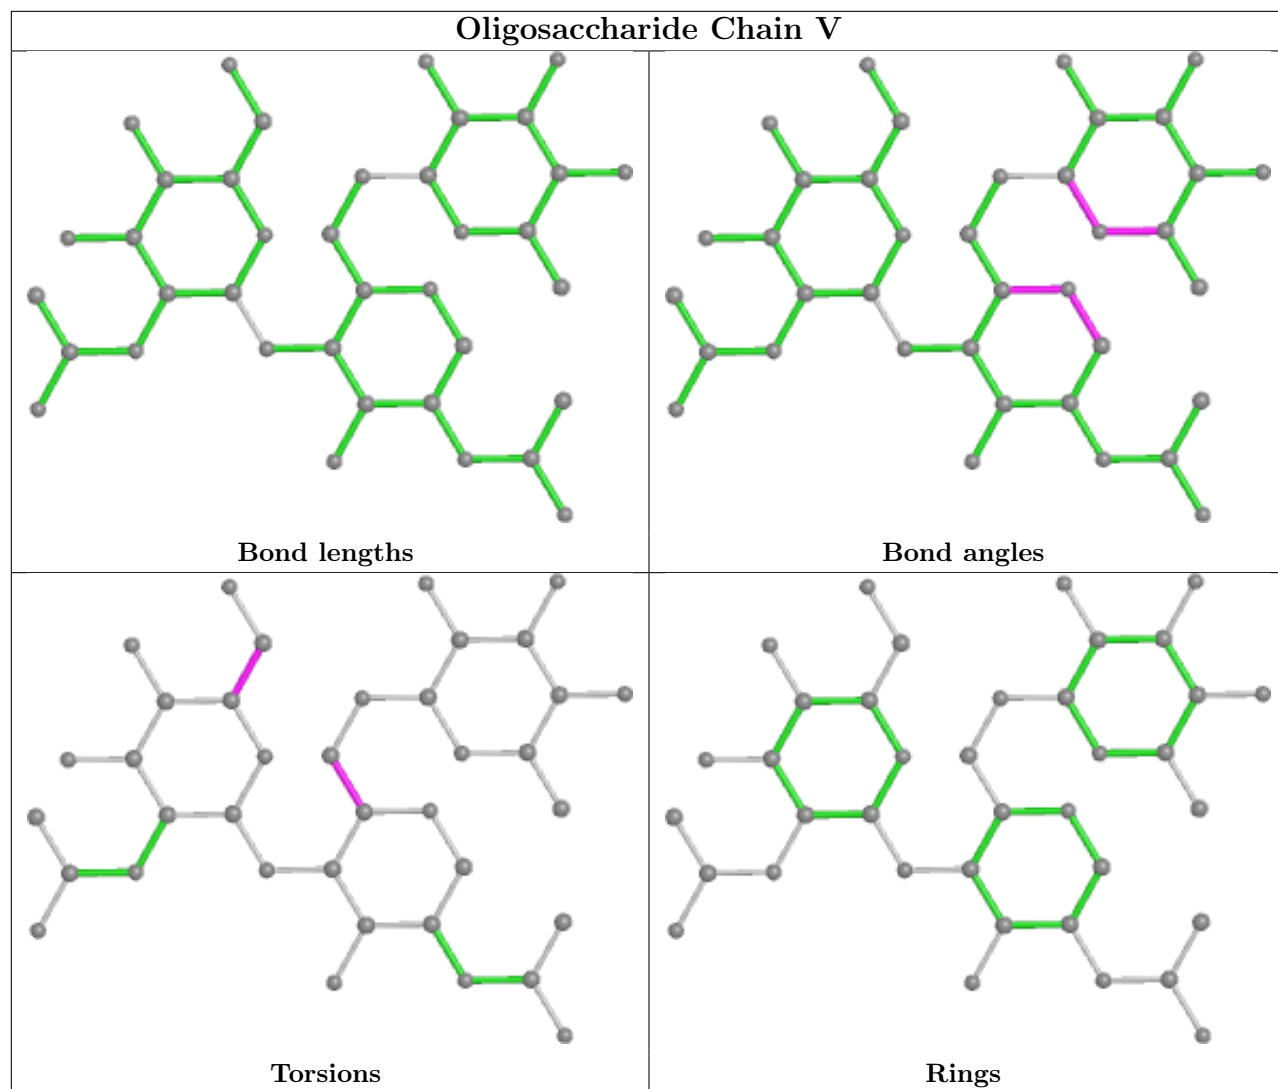 Oligosaccharide Chain V
Bond lengths
Bond angles
Torsions
Rings